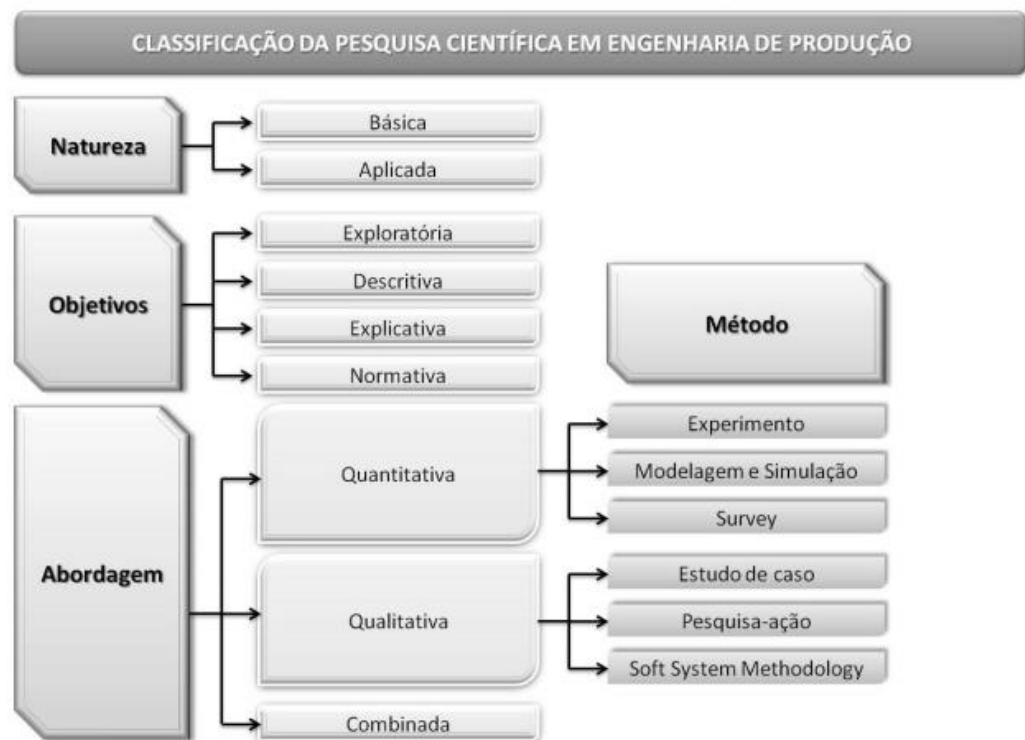 CLASSIFICAÇÃO DA PESQUISA CIENTÍFICA EM ENGENHARIA DE PRODUÇÃO
Natureza
Básica
Aplicada
Objetivos
Exploratória
Descritiva
Explicativa
Normativa
Abordagem
Quantitativa
Qualitativa
Combinada
Método
Experimento
Modelagem e Simulação
Survey
Estudo de caso
Pesquisa-ação
Soft System Methodology